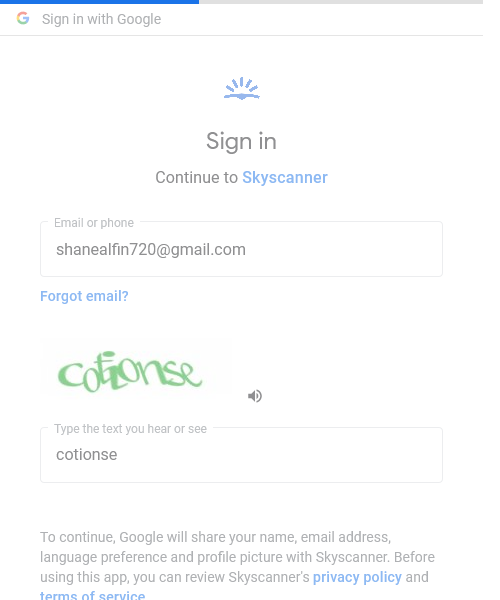 Sign in with Google
Sign in
Continue to Skyscanner
Email or phone
shanealfin720@gmail.com
Forgot email?
cotionse
Type the text you hear or see
cotionse
To continue, Google will share your name, email address,
language preference and profile picture with Skyscanner. Before
using this app, you can review Skyscanner's privacy policy and
terms of service